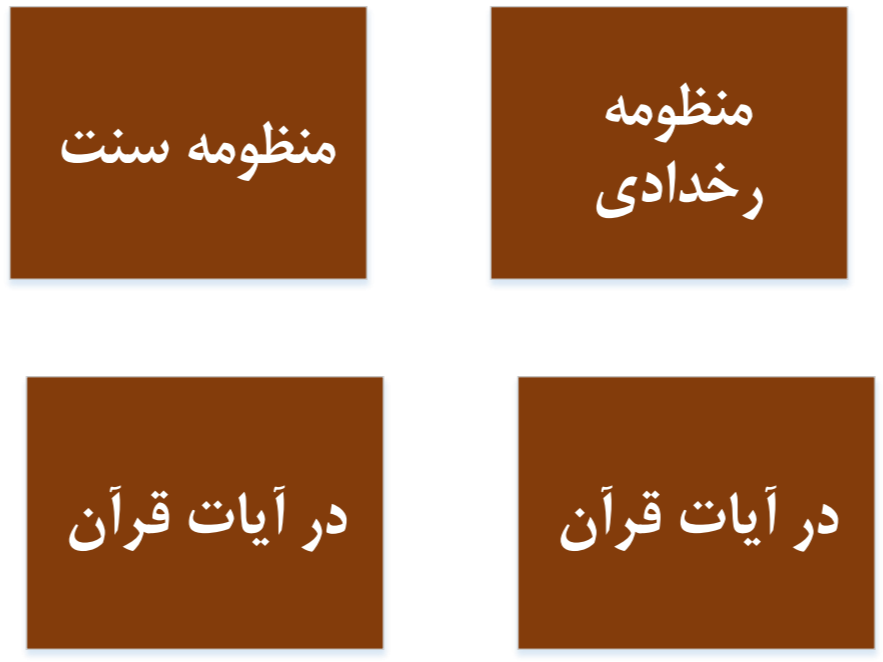 منظومه
رخدادی
منظومه سنت
در آیات قرآن
در آیات قرآن